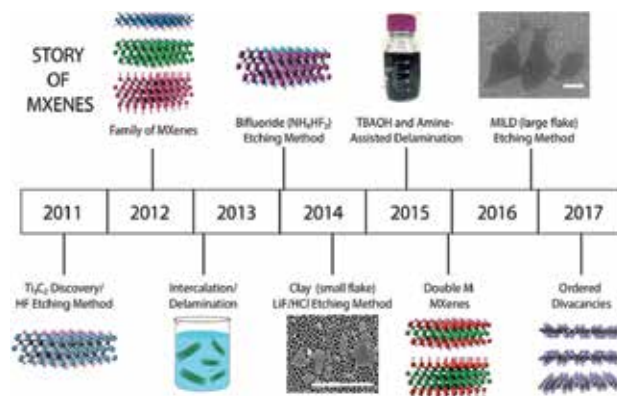 STORY
OF
MXENES
Family of MXenes
Bifluoride (NH₄HF₂)
Etching Method
TBAOH and Amine-
Assisted Delamination
MILD (large flake)
Etching Method
2011 2012 2013 2014 2015 2016 2017
Ti₃C₂ Discovery/
HF Etching Method
Intercalation/
Delamination
Clay (small flake)
LiF/HCl Etching Method
Double M
MXenes
Ordered
Divacancies